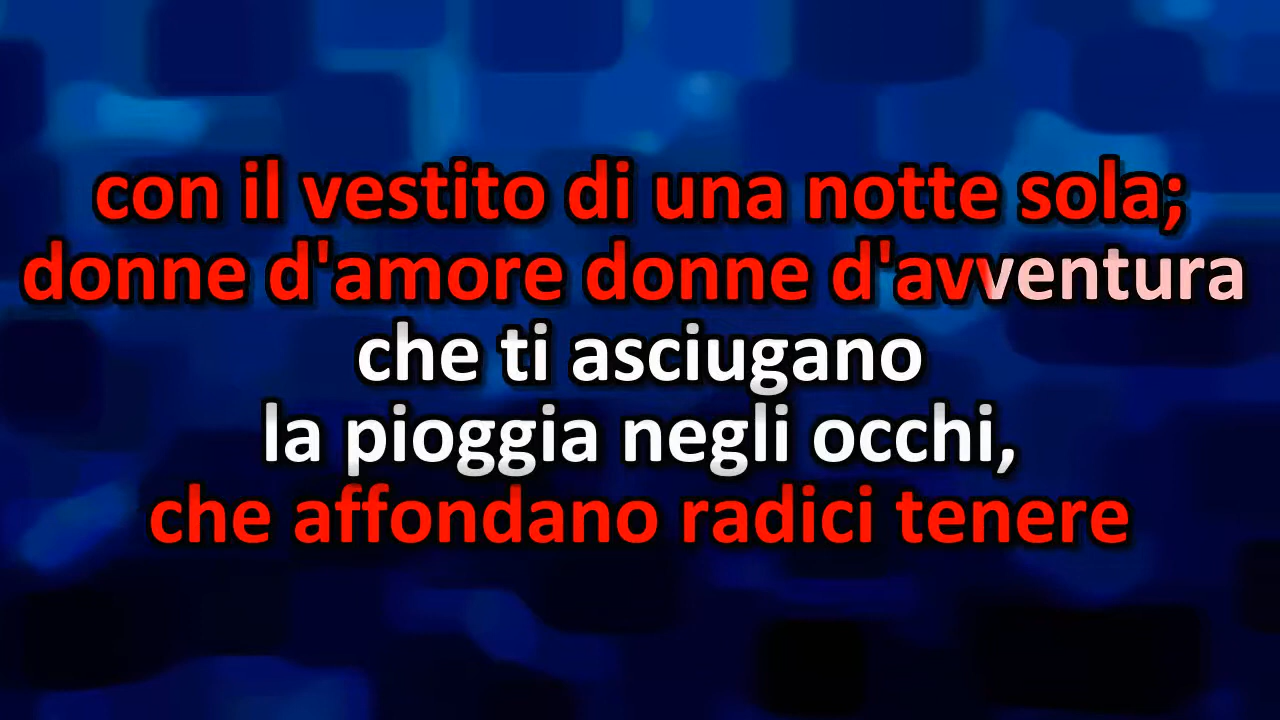 con il vestito di una notte sola;
donne d'amore donne d'avventura
che ti asciugano
la pioggia negli occhi,
che affondano radici tenere